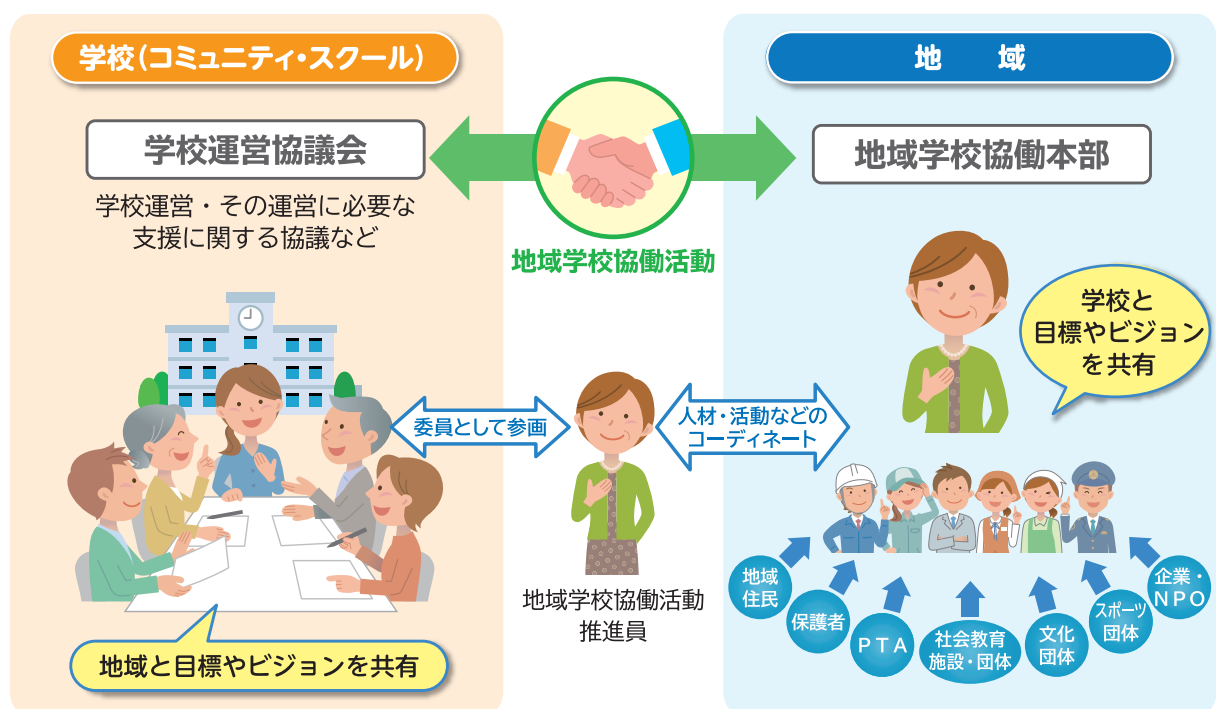 学校(コミュニティ・スクール)
学校運営協議会
学校運営・その運営に必要な
支援に関する協議など
地域学校協働活動
地　域
地域学校協働本部
学校と
目標やビジョン
を共有
委員として参画
人材・活動などの
コーディネート
地域学校協働活動
推進員
地域と目標やビジョンを共有
地域
住民
保護者
PTA
社会教育
施設・団体
文化
団体
スポーツ
団体
企業・
NPO